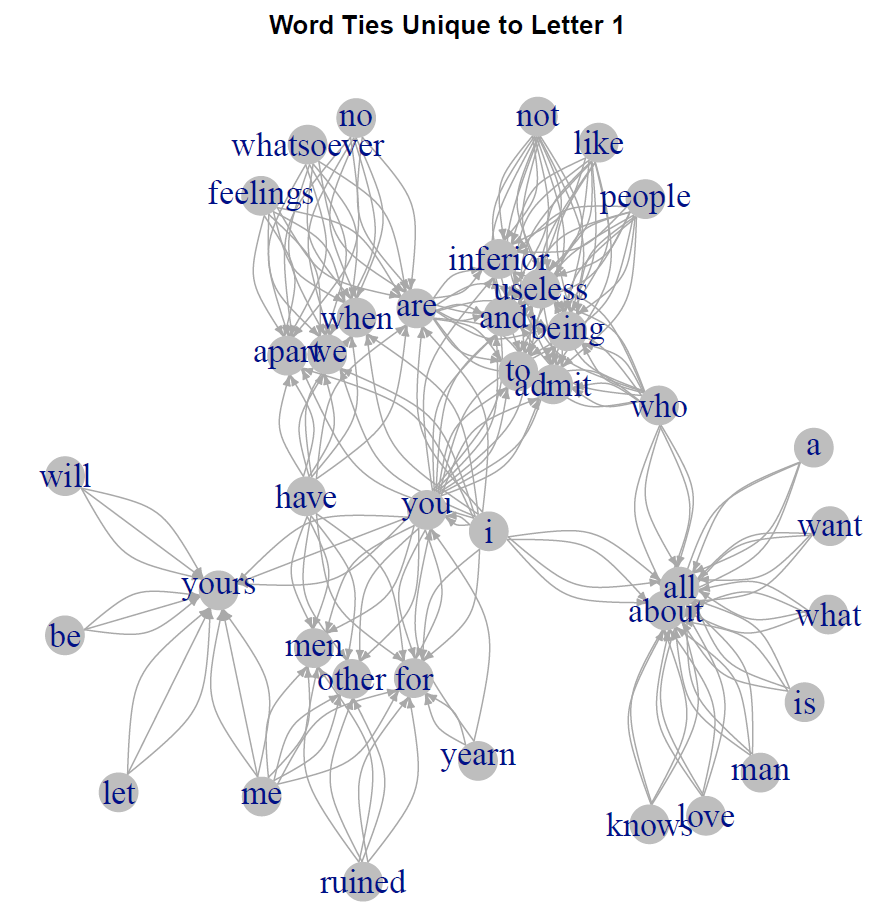 Word Ties Unique to Letter 1
no
not
whatsoever
like
feelings
people
inferior
useless
when
are
and
being
apart
we
to
admit
who
a
will
have
you
i
want
yours
all
about
what
be
men
other
for
is
yearn
man
let
me
knows
love
ruined